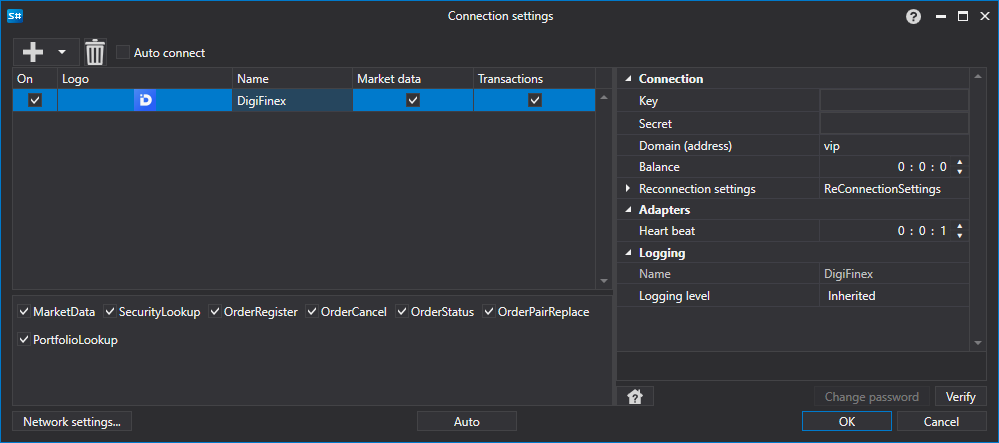 S#
Connection settings
?
Auto connect
On Logo Name Market data Transactions
DigiFinex
MarketData SecurityLookup OrderRegister OrderCancel OrderStatus OrderPairReplace
PortfolioLookup
Connection
Key
Secret
Domain (address) vip
Balance 0 : 0 : 0
Reconnection settings ReConnectionSettings
Adapters
Heart beat 0 : 0 : 1
Logging
Name DigiFinex
Logging level Inherited
Change password Verify
Network settings... Auto OK Cancel